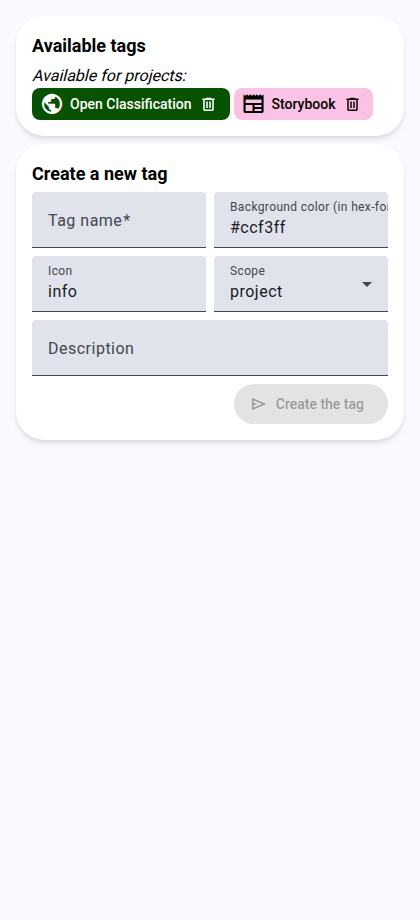 Available tags
Available for projects:
Open Classification Storybook
Create a new tag
Tag name* Background color (in hex-for
#ccf3ff
Icon Scope
info project
Description
Create the tag